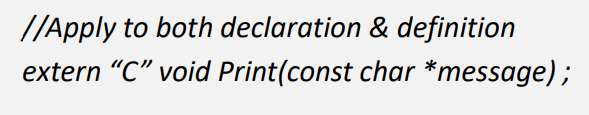 //Apply to both declaration & definition
extern “C” void Print(const char *message) ;